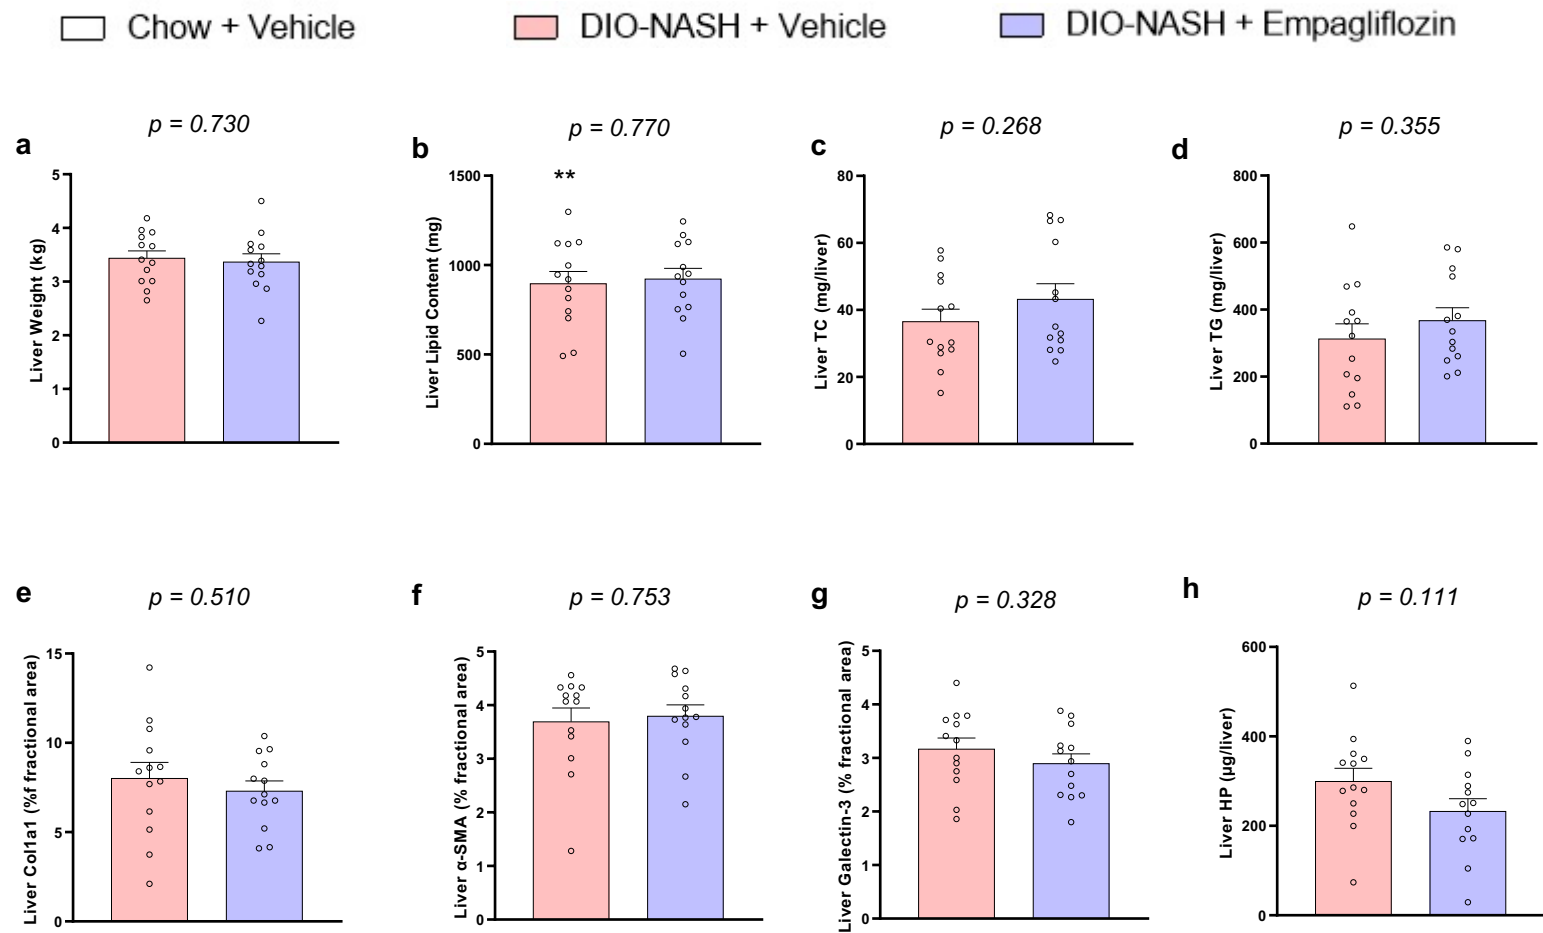 Chow + Vehicle
DIO-NASH + Vehicle
DIO-NASH + Empagliflozin
a
p = 0.730
Liver Weight (kg)
5
4
3
2
1
0
b
p = 0.770
Liver Lipid Content (mg)
1500
1000
500
0
**
c
p = 0.268
Liver TC (mg/liver)
80
60
40
20
0
d
p = 0.355
Liver TG (mg/liver)
800
600
400
200
0
e
p = 0.510
Liver Col1a1 (%f fractional area)
15
10
5
0
f
p = 0.753
Liver α-SMA (% fractional area)
5
4
3
2
1
0
g
p = 0.328
Liver Galectin-3 (% fractional area)
5
4
3
2
1
0
h
p = 0.111
Liver HP (µg/liver)
600
400
200
0